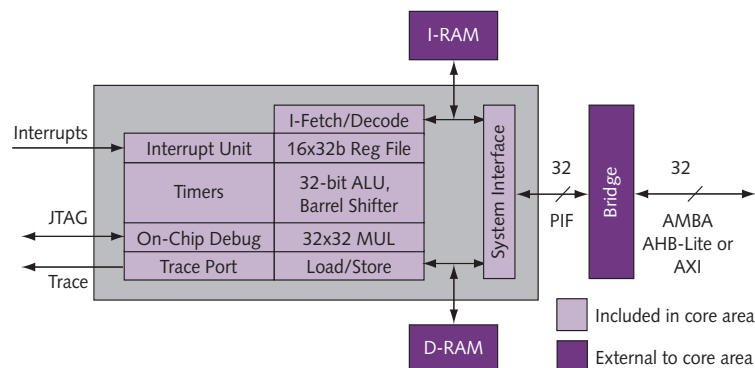 I-RAM
I-Fetch/Decode
Interrupts
Interrupt Unit
16x32b Reg File
Timers
32-bit ALU,
Barrel Shifter
JTAG
On-Chip Debug
32x32 MUL
Trace Port
Load/Store
Trace
System Interface
32
PIF
Bridge
32
AMBA
AHB-Lite or
AXI
D-RAM
Included in core area
External to core area